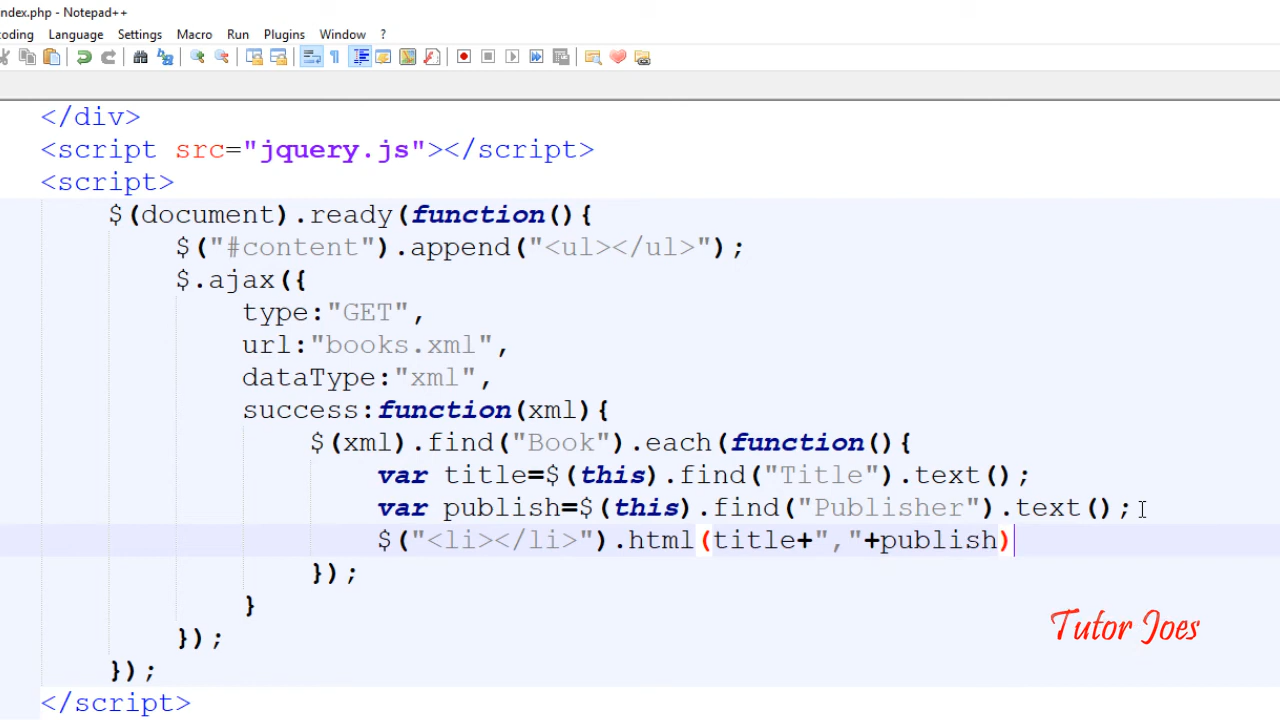 ndex.php - Notepad++
coding Language Settings Macro Run Plugins Window ?
</div>
<script src="jquery.js"></script>
<script>
$(document).ready(function(){
$("#content").append("<ul></ul>");
$.ajax({
type:"GET",
url:"books.xml",
dataType:"xml",
success:function(xml){
$(xml).find("Book").each(function(){
var title=$(this).find("Title").text();
var publish=$(this).find("Publisher").text();
$("<li></li>").html(title+","+publish)
});
}
});
});
</script>
Tutor Joes